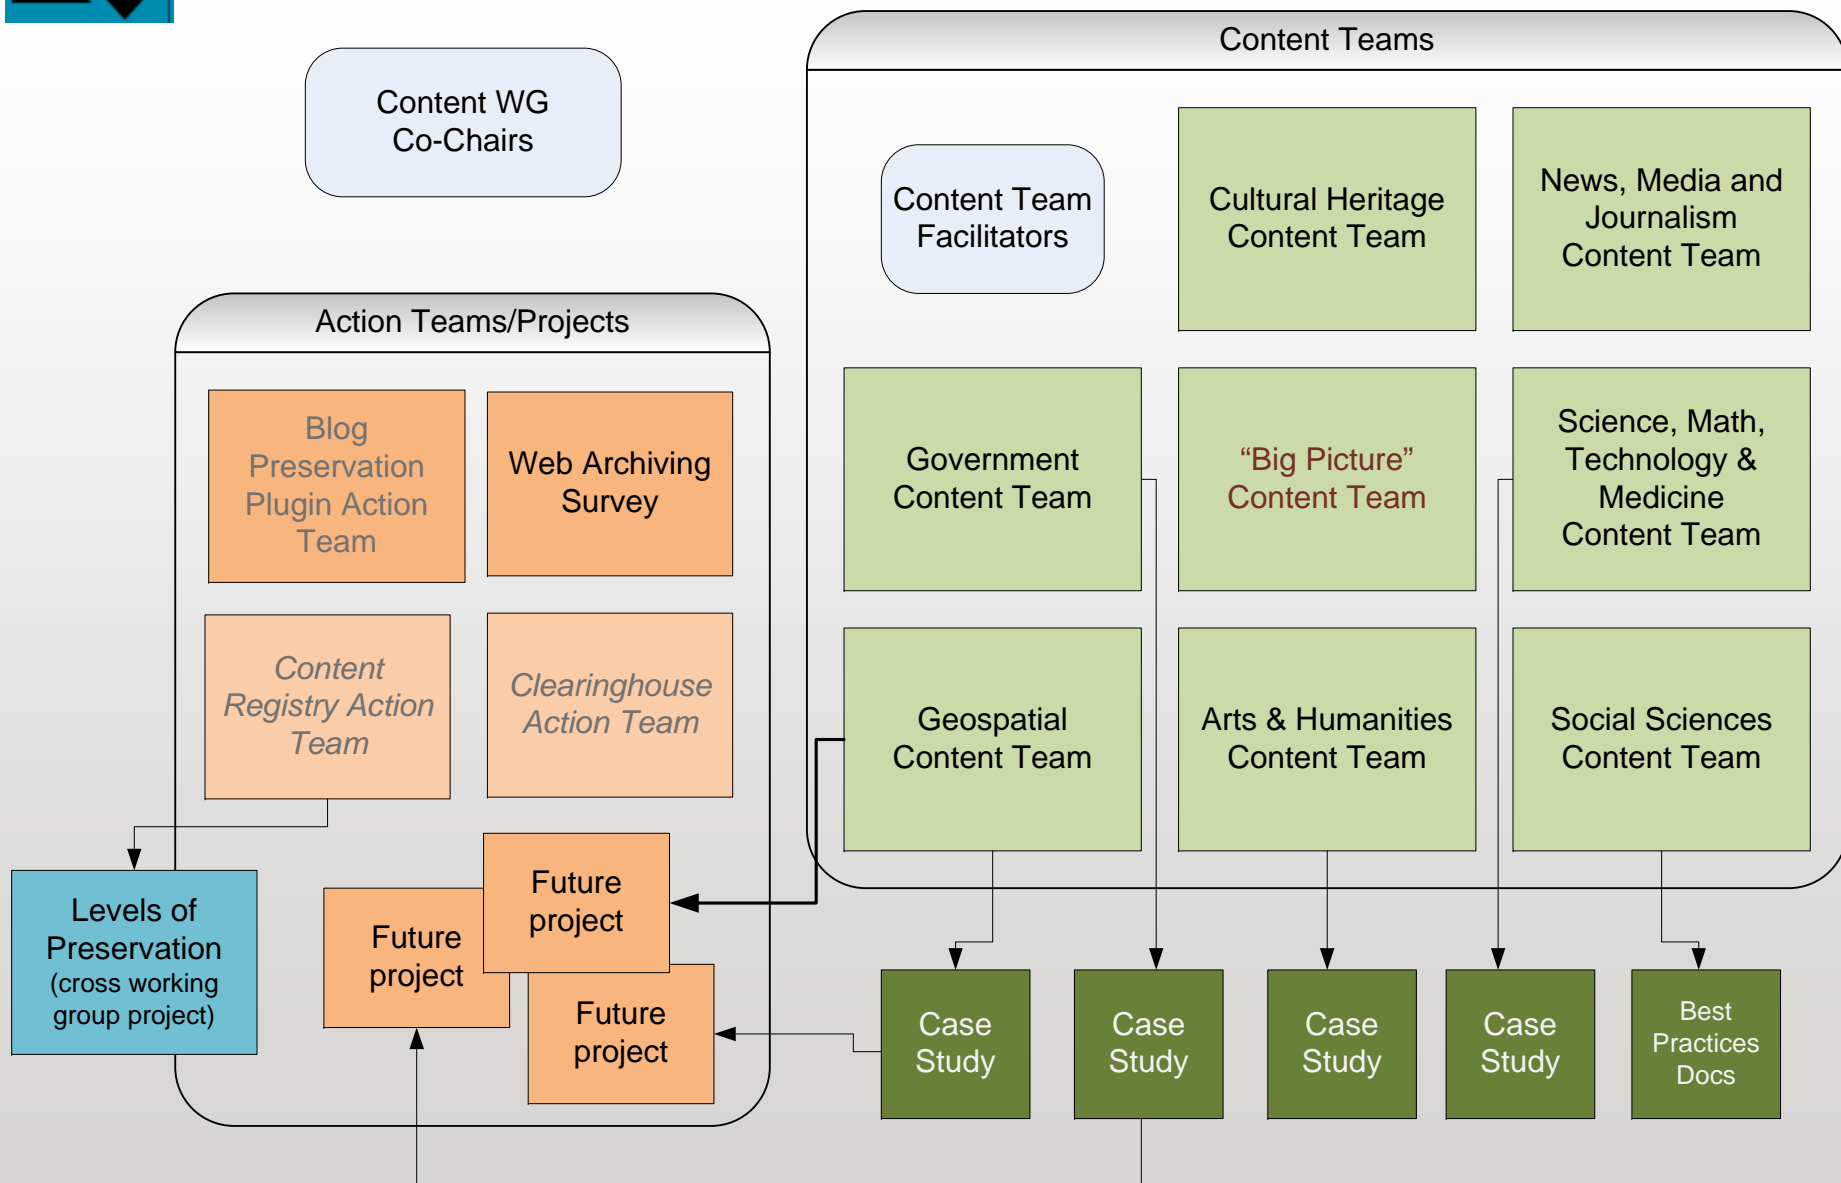 Content Teams
Content WG
Co-Chairs
Content Team
Facilitators
Cultural Heritage
Content Team
News, Media and
Journalism
Content Team
Action Teams/Projects
Blog
Preservation
Plugin Action
Team
Web Archiving
Survey
Government
Content Team
“Big Picture”
Content Team
Science, Math,
Technology &
Medicine
Content Team
Content
Registry Action
Team
Clearinghouse
Action Team
Geospatial
Content Team
Arts & Humanities
Content Team
Social Sciences
Content Team
Levels of
Preservation
(cross working
group project)
Future
project
Future
project
Future
project
Case
Study
Case
Study
Case
Study
Case
Study
Best
Practices
Docs